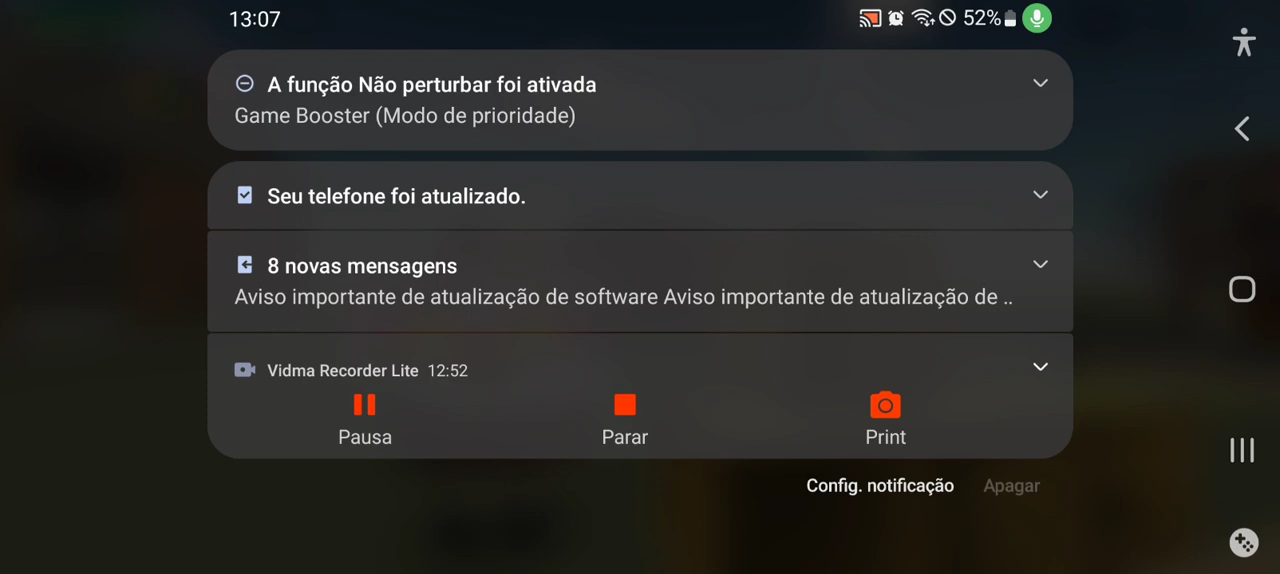 13:07 52%
A função Não perturbar foi ativada
Game Booster (Modo de prioridade)
Seu telefone foi atualizado.
8 novas mensagens
Aviso importante de atualização de software Aviso importante de atualização de ..
Vidma Recorder Lite 12:52
Pausa Parar Print
Config. notificação Apagar